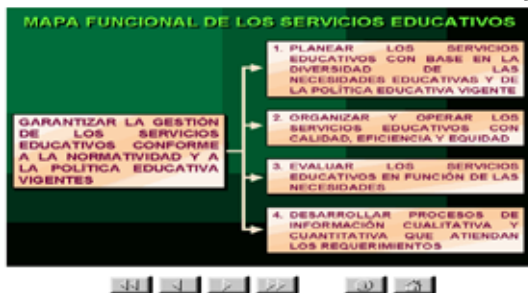 MAPA FUNCIONAL DE LOS SERVICIOS EDUCATIVOS
GARANTIZAR LA GESTIÓN
DE LOS SERVICIOS
EDUCATIVOS CONFORME
A LA NORMATIVIDAD Y A
LA POLÍTICA EDUCATIVA
VIGENTES
1. PLANEAR LOS SERVICIOS
EDUCATIVOS CON BASE EN LA
DIVERSIDAD DE LAS
NECESIDADES EDUCATIVAS Y DE
LA POLÍTICA EDUCATIVA VIGENTE
2. ORGANIZAR Y OPERAR LOS
SERVICIOS EDUCATIVOS CON
CALIDAD, EFICIENCIA Y EQUIDAD
3. EVALUAR LOS SERVICIOS
EDUCATIVOS EN FUNCIÓN DE LAS
NECESIDADES
4. DESARROLLAR PROCESOS DE
INFORMACIÓN CUALITATIVA Y
CUANTITATIVA QUE ATIENDAN
LOS REQUERIMIENTOS